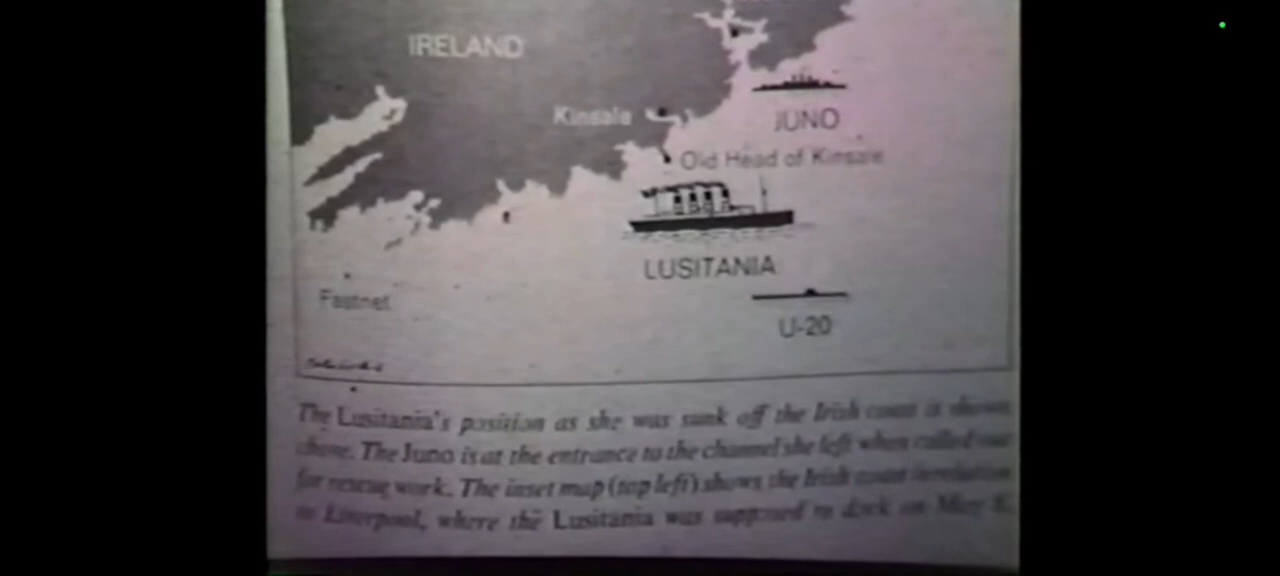 IRELAND
Kinsale
JUNO
Old Head of Kinsale
LUSITANIA
Fastnet
U-20
The Lusitania's position as she was sunk off the Irish coast is shown
above. The Juno is at the entrance to the channel she left when called out
for rescue work. The inset map (top left) shows the Irish coast in relation
to Liverpool, where the Lusitania was supposed to dock on May 8.